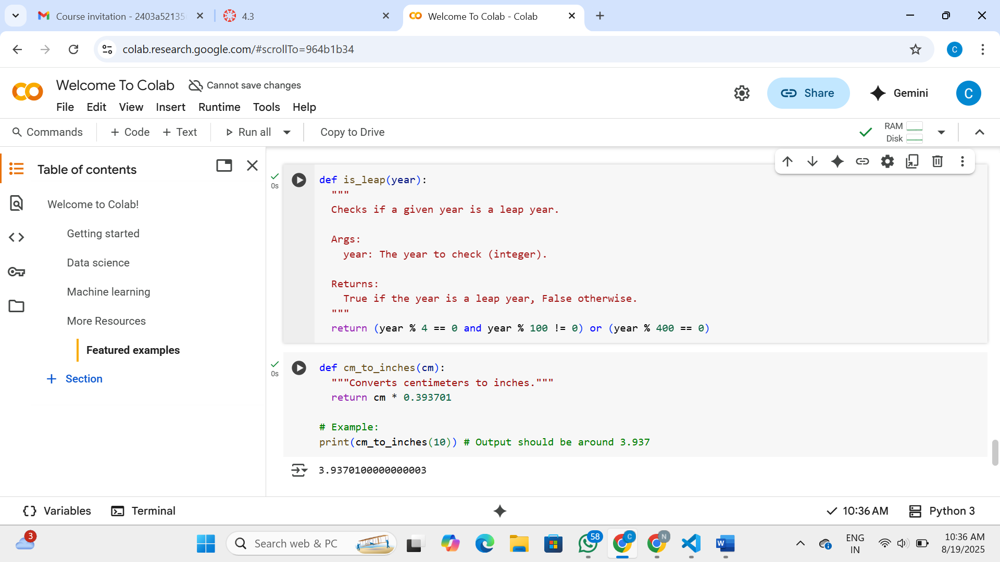 Course invitation - 2403a5213
4.3
Welcome To Colab - Colab
colab.research.google.com/#scrollTo=964b1b34
C
Welcome To Colab
Cannot save changes
Share
Gemini
C
File Edit View Insert Runtime Tools Help
Commands
+ Code + Text
Run all
Copy to Drive
RAM
Disk
Table of contents
Welcome to Colab!
Getting started
Data science
Machine learning
More Resources
Featured examples
+ Section
0s
def is_leap(year):
"""
Checks if a given year is a leap year.
Args:
year: The year to check (integer).
Returns:
True if the year is a leap year, False otherwise.
"""
return (year % 4 == 0 and year % 100 != 0) or (year % 400 == 0)
0s
def cm_to_inches(cm):
"""Converts centimeters to inches."""
return cm * 0.393701
# Example:
print(cm_to_inches(10)) # Output should be around 3.937
3.9370100000000003
{} Variables
Terminal
10:36 AM
Python 3
3
Search web & PC
58
C
N
W
ENG
IN
10:36 AM
8/19/2025